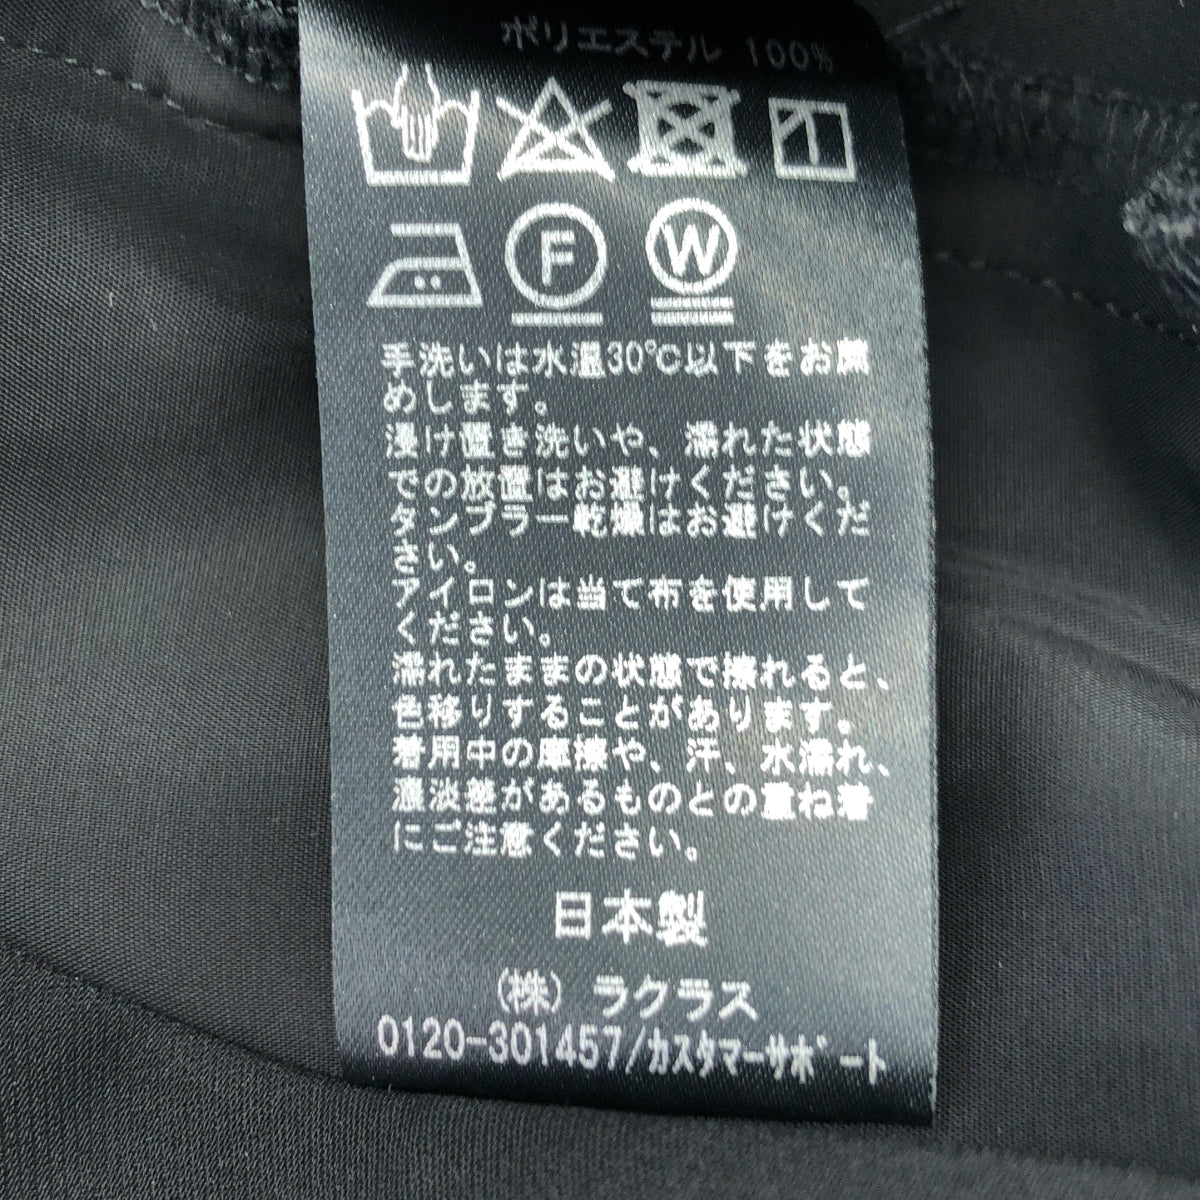 ポリエステル 100%
F
W
手洗いは水温30℃以下をお薦
めします。
浸け置き洗いや、濡れた状態
での放置はお避けください。
タンブラー乾燥はお避けくだ
さい。
アイロンは当て布を使用して
ください。
濡れたままの状態で擦れると、
色移りすることがあります。
着用中の摩擦や、汗、水濡れ、
濃淡差があるものとの重ね着
にご注意ください。
日本製
(株) ラクラス
0120-301457/カスタマーサポート